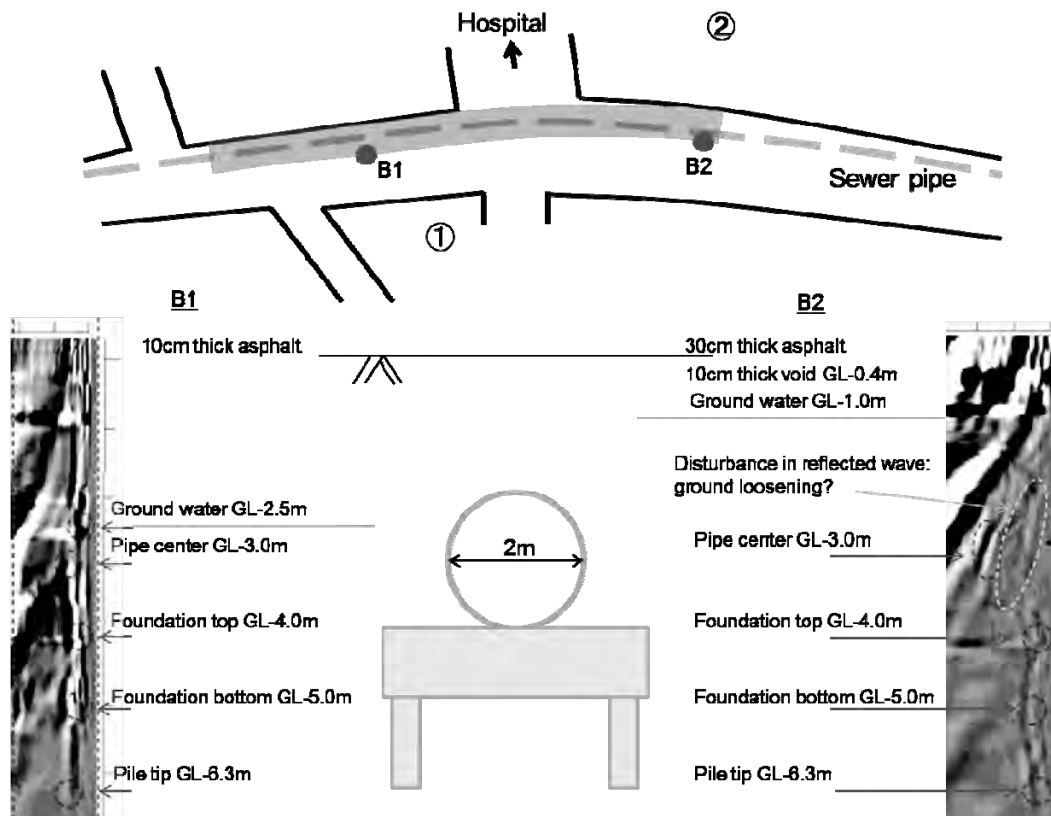 Hospital
②
B1
B2
Sewer pipe
①
B1
10cm thick asphalt
Ground water GL-2.5m
Pipe center GL-3.0m
Foundation top GL-4.0m
Foundation bottom GL-5.0m
Pile tip GL-6.3m
2m
B2
30cm thick asphalt
10cm thick void GL-0.4m
Ground water GL-1.0m
Disturbance in reflected wave:
ground loosening?
Pipe center GL-3.0m
Foundation top GL-4.0m
Foundation bottom GL-5.0m
Pile tip GL-6.3m